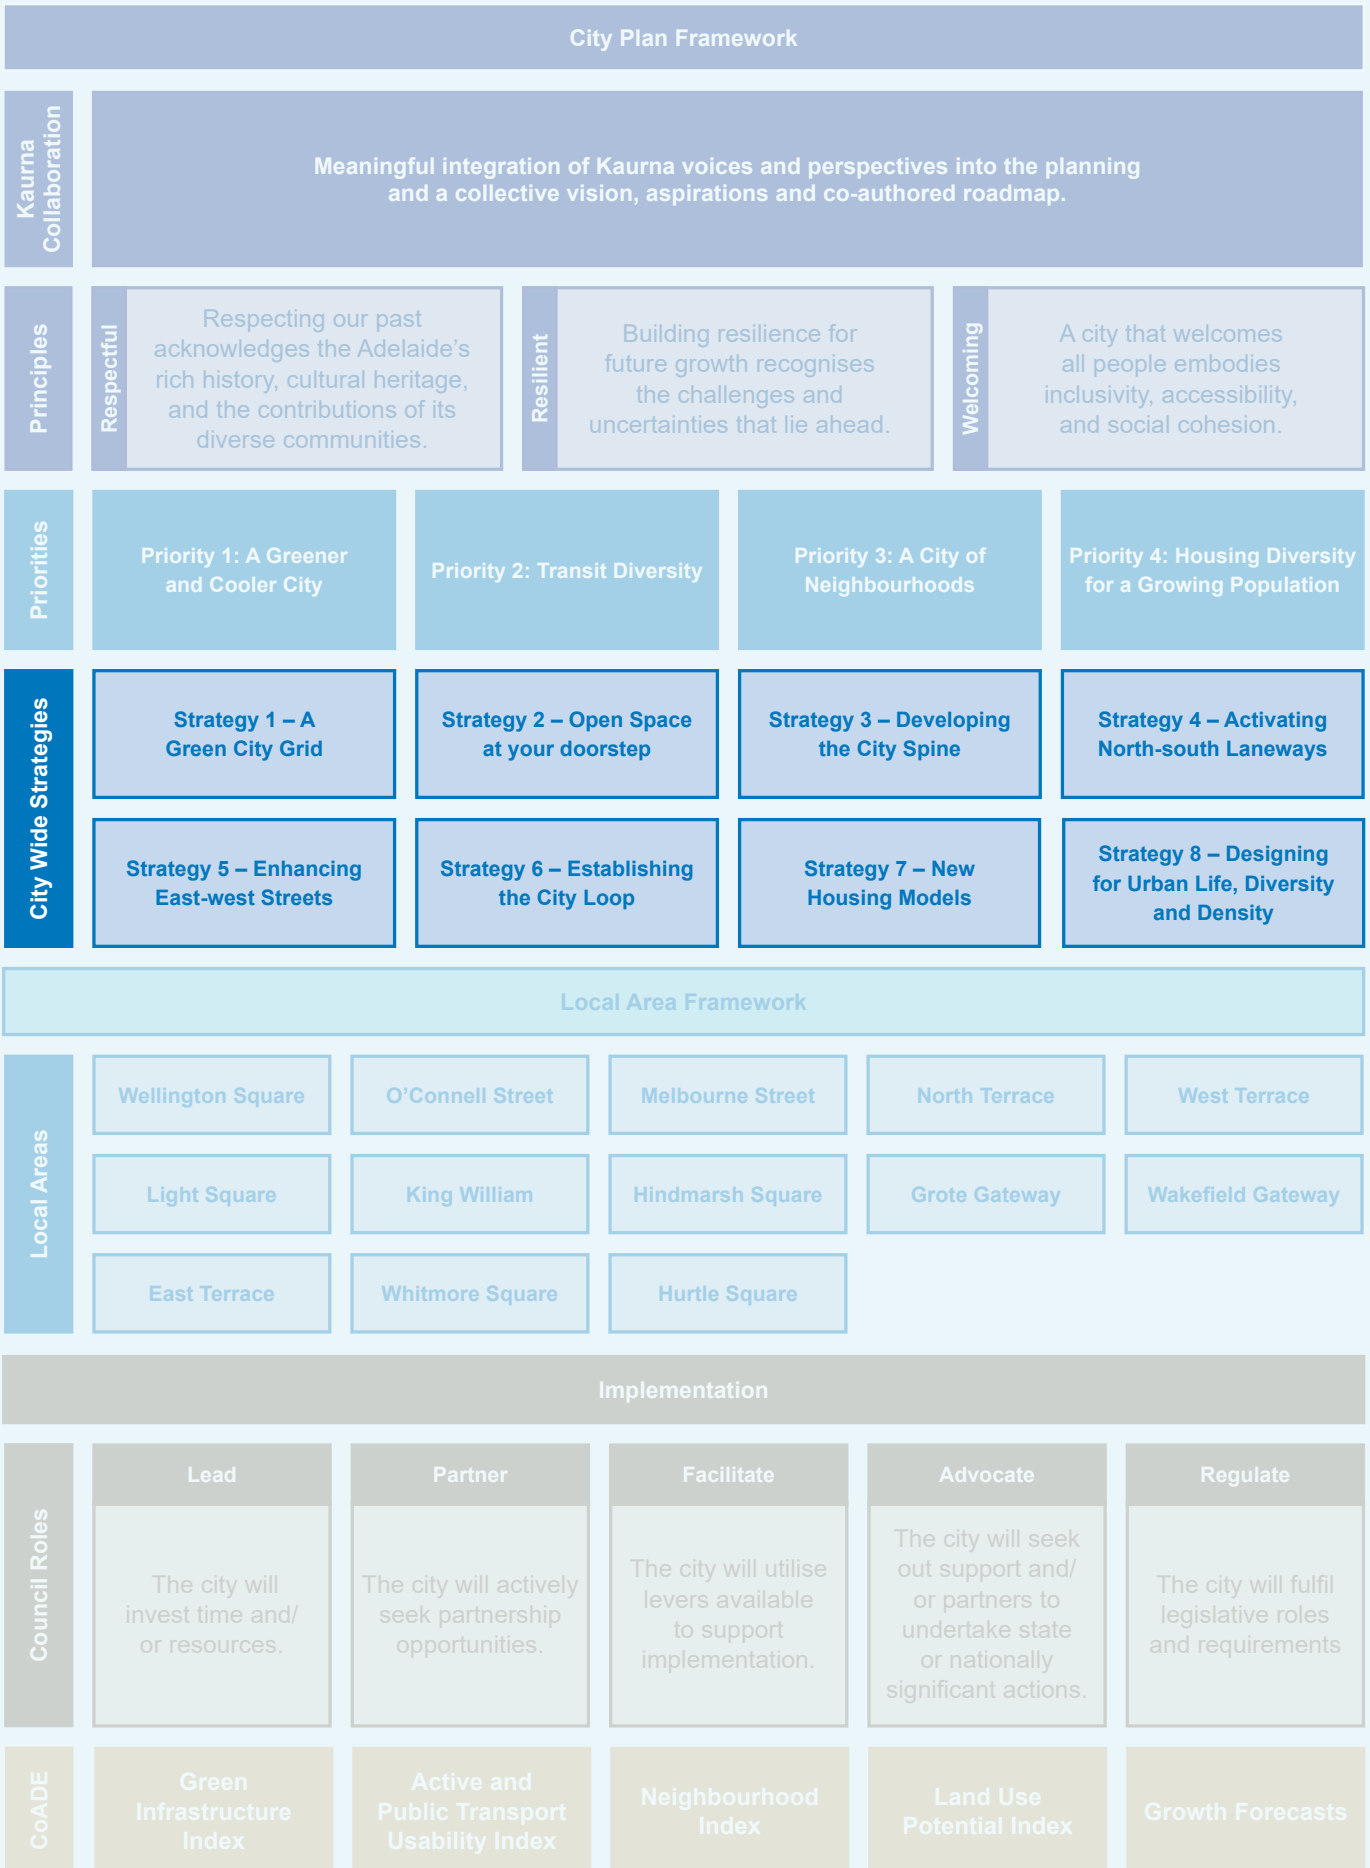 City Plan Framework
Kaurna
Collaboration
Meaningful integration of Kaurna voices and perspectives into the planning
and a collective vision, aspirations and co-authored roadmap.
Principles
Respectful
Respecting our past
acknowledges the Adelaide’s
rich history, cultural heritage,
and the contributions of its
diverse communities.
Resilient
Building resilience for
future growth recognises
the challenges and
uncertainties that lie ahead.
Welcoming
A city that welcomes
all people embodies
inclusivity, accessibility,
and social cohesion.
Priorities
Priority 1: A Greener
and Cooler City
Priority 2: Transit Diversity
Priority 3: A City of
Neighbourhoods
Priority 4: Housing Diversity
for a Growing Population
City Wide Strategies
Strategy 1 – A
Green City Grid
Strategy 2 – Open Space
at your doorstep
Strategy 3 – Developing
the City Spine
Strategy 4 – Activating
North-south Laneways
Strategy 5 – Enhancing
East-west Streets
Strategy 6 – Establishing
the City Loop
Strategy 7 – New
Housing Models
Strategy 8 – Designing
for Urban Life, Diversity
and Density
Local Area Framework
Local Areas
Wellington Square
O’Connell Street
Melbourne Street
North Terrace
West Terrace
Light Square
King William
Hindmarsh Square
Grote Gateway
Wakefield Gateway
East Terrace
Whitmore Square
Hurtle Square
Implementation
Council Roles
Lead
The city will
invest time and/
or resources.
Partner
The city will actively
seek partnership
opportunities.
Facilitate
The city will utilise
levers available
to support
implementation.
Advocate
The city will seek
out support and/
or partners to
undertake state
or nationally
significant actions.
Regulate
The city will fulfil
legislative roles
and requirements
CoADE
Green
Infrastructure
Index
Active and
Public Transport
Usability Index
Neighbourhood
Index
Land Use
Potential Index
Growth Forecasts